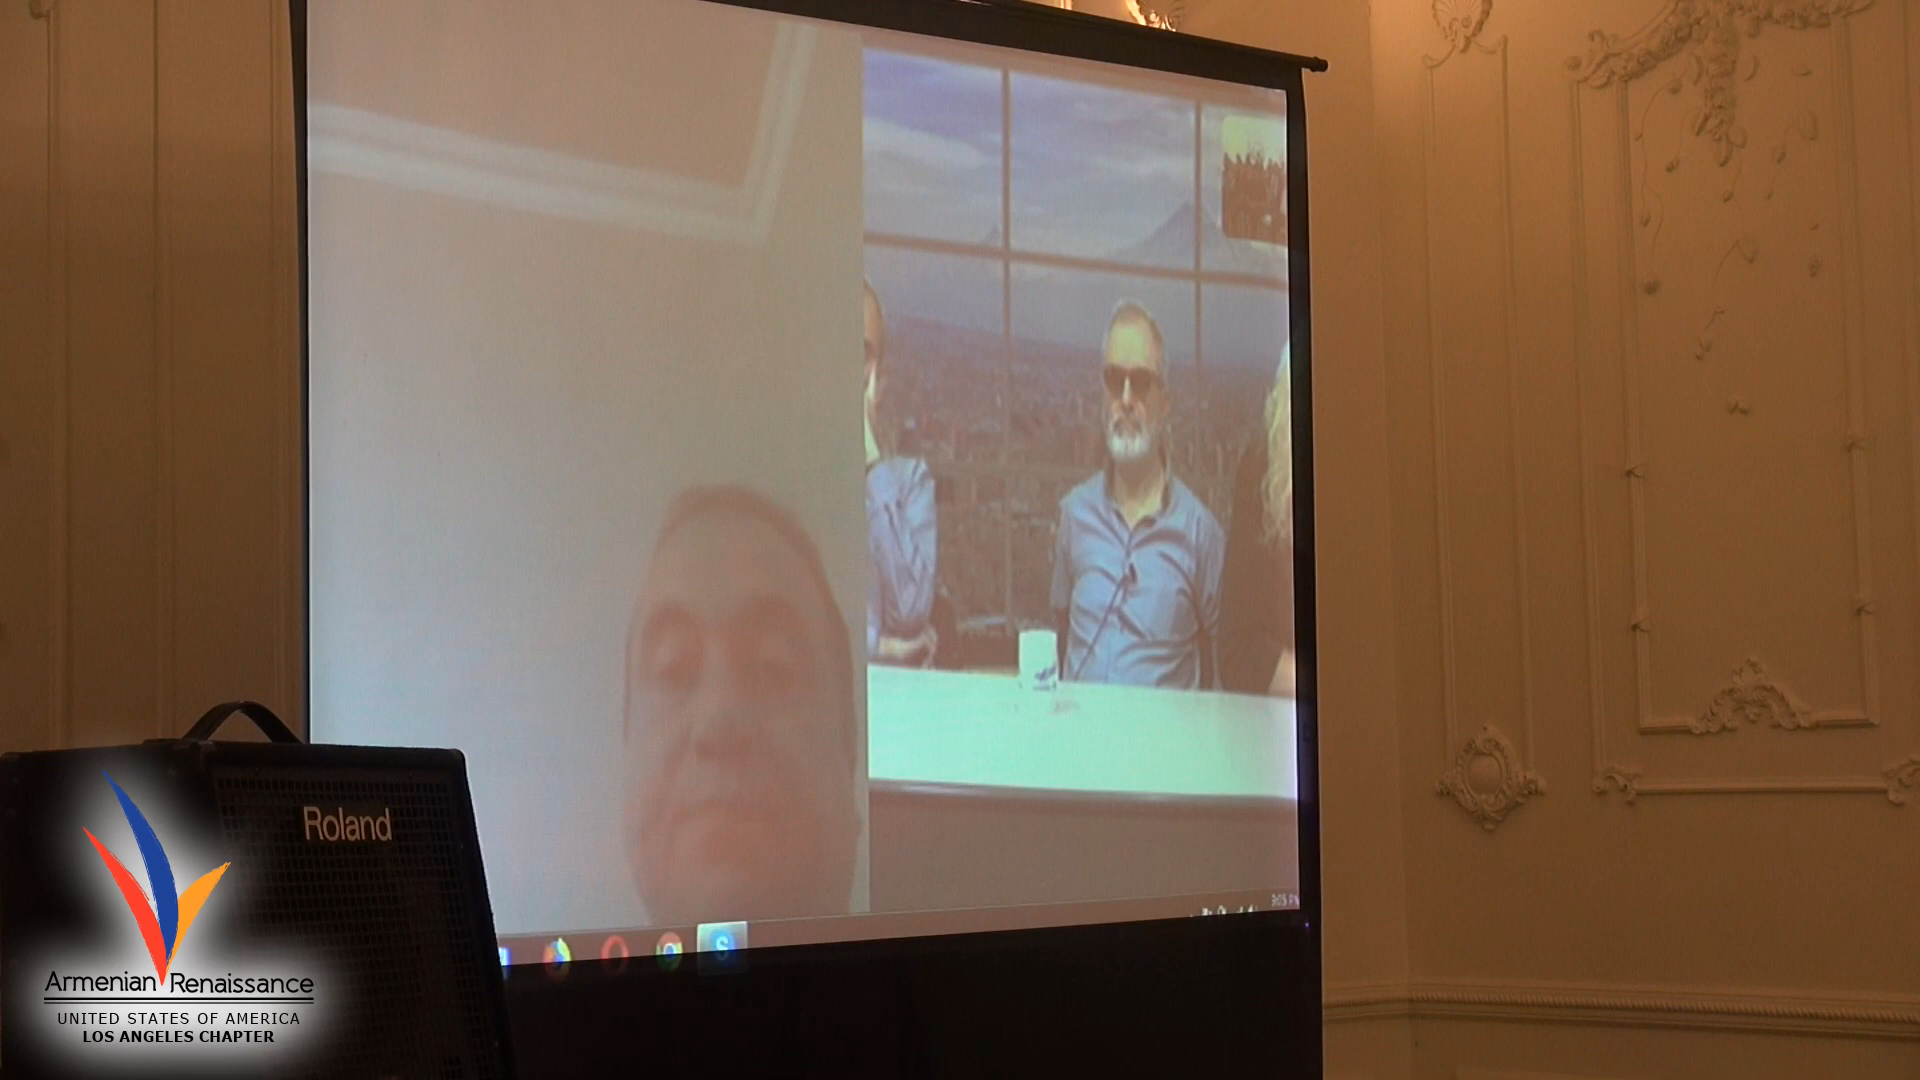 Roland
Armenian Renaissance
UNITED STATES OF AMERICA
LOS ANGELES CHAPTER